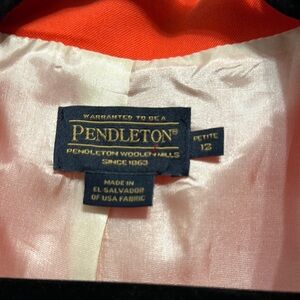 WARRANTED TO BE A
PENDLETON®
PENDLETON WOOLEN MILLS
SINCE 1863
PETITE
12
MADE IN
EL SALVADOR
OF USA FABRIC